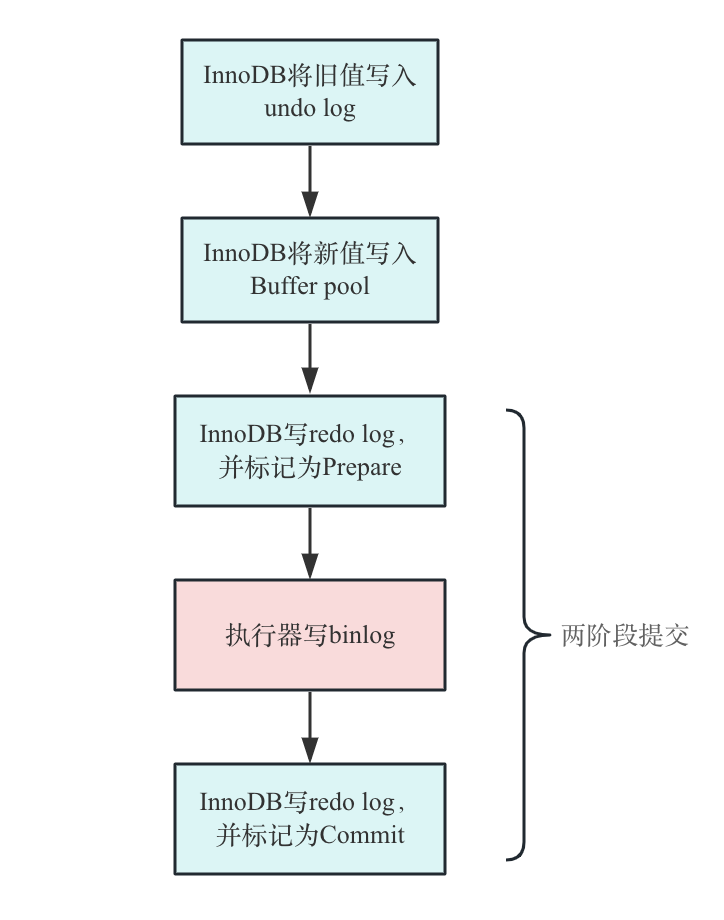 InnoDB将旧值写入
undo log
InnoDB将新值写入
Buffer pool
InnoDB写redo log，
并标记为Prepare
执行器写binlog
两阶段提交
InnoDB写redo log，
并标记为Commit